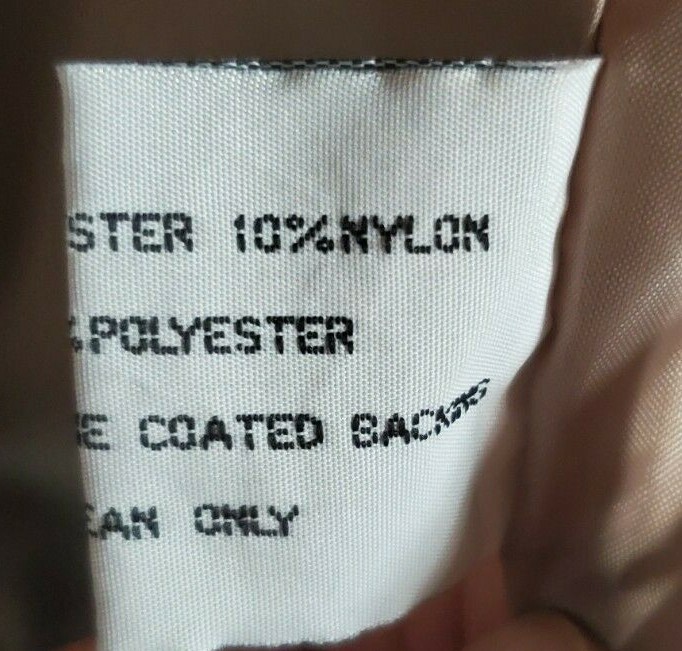 STER 10%NYLON
%POLYESTER
E COATED BACKING
EAN ONLY